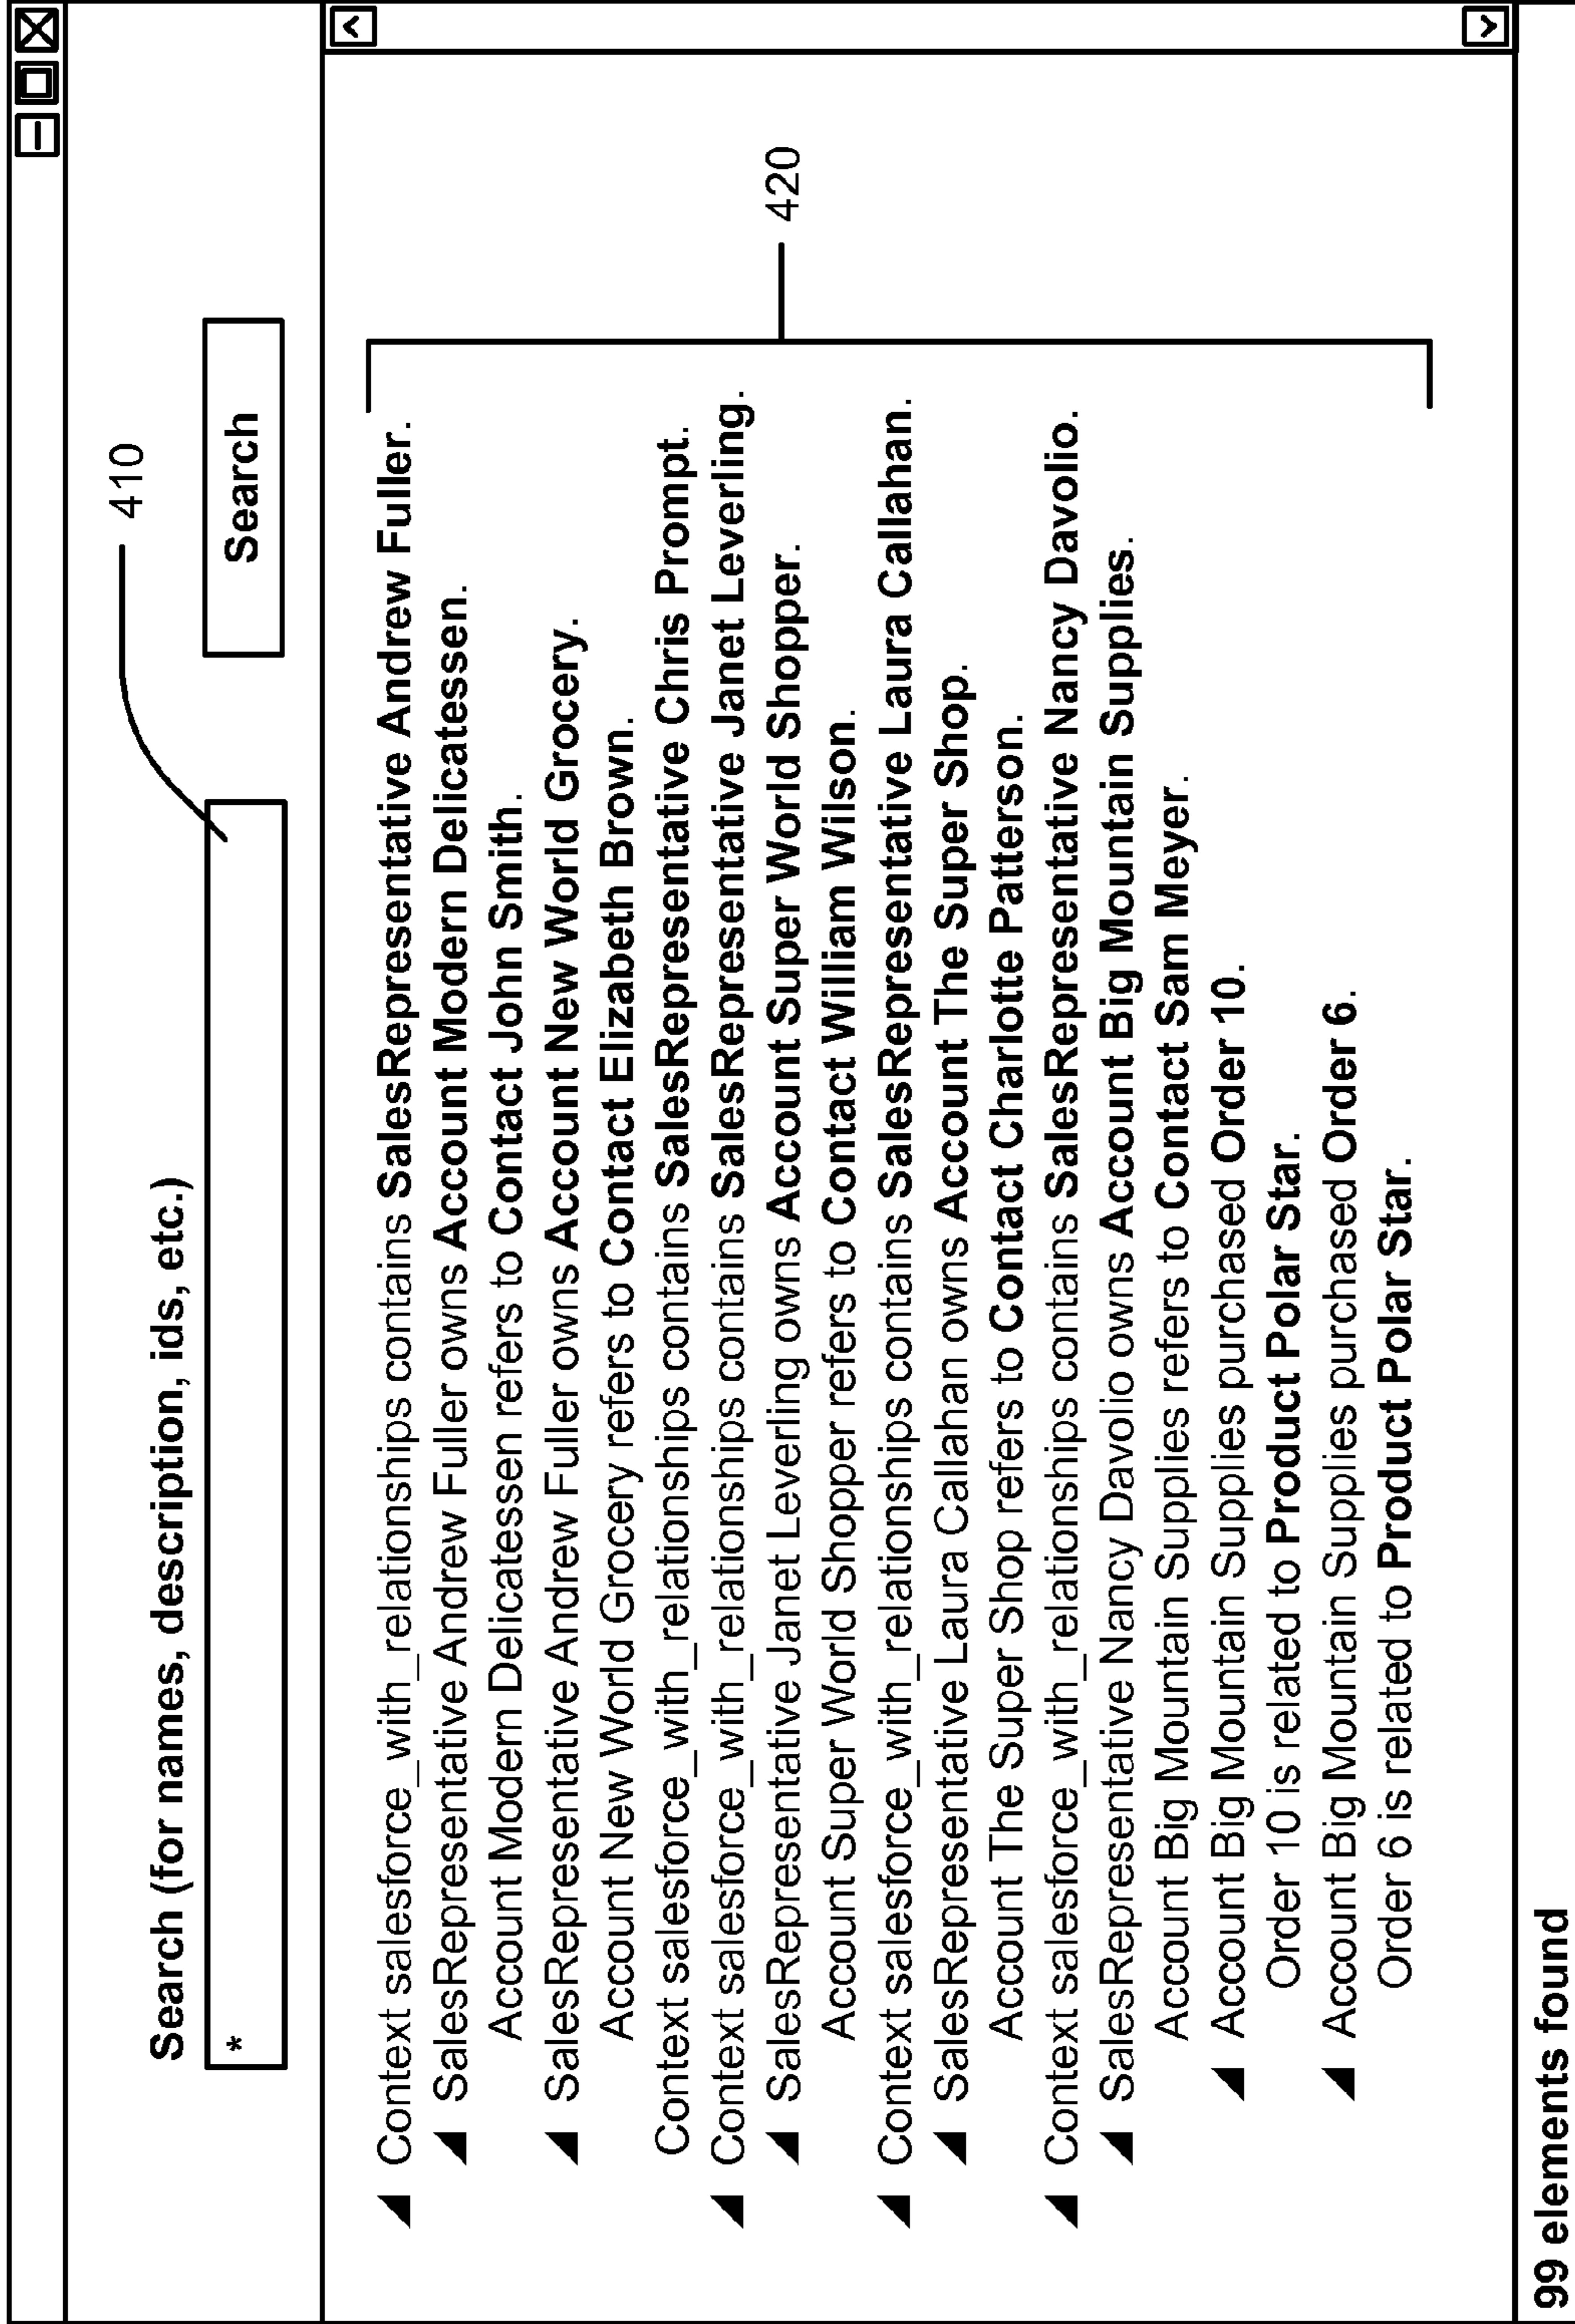 410
Search (for names, description, ids, etc.)
*
Search
Context salesforce_with_relationships contains SalesRepresentative Andrew Fuller.
SalesRepresentative Andrew Fuller owns Account Modern Delicatessen.
Account Modern Delicatessen refers to Contact John Smith.
SalesRepresentative Andrew Fuller owns Account New World Grocery.
Account New World Grocery refers to Contact Elizabeth Brown.
Context salesforce_with_relationships contains SalesRepresentative Chris Prompt.
Context salesforce_with_relationships contains SalesRepresentative Janet Leverling.
SalesRepresentative Janet Leverling owns Account Super World Shopper.
Account Super World Shopper refers to Contact William Wilson.
Context salesforce_with_relationships contains SalesRepresentative Laura Callahan.
SalesRepresentative Laura Callahan owns Account The Super Shop.
Account The Super Shop refers to Contact Charlotte Patterson.
Context salesforce_with_relationships contains SalesRepresentative Nancy Davolio.
SalesRepresentative Nancy Davolio owns Account Big Mountain Supplies.
Account Big Mountain Supplies refers to Contact Sam Meyer.
Account Big Mountain Supplies purchased Order 10.
Order 10 is related to Product Polar Star.
Account Big Mountain Supplies purchased Order 6.
Order 6 is related to Product Polar Star.
420
99 elements found